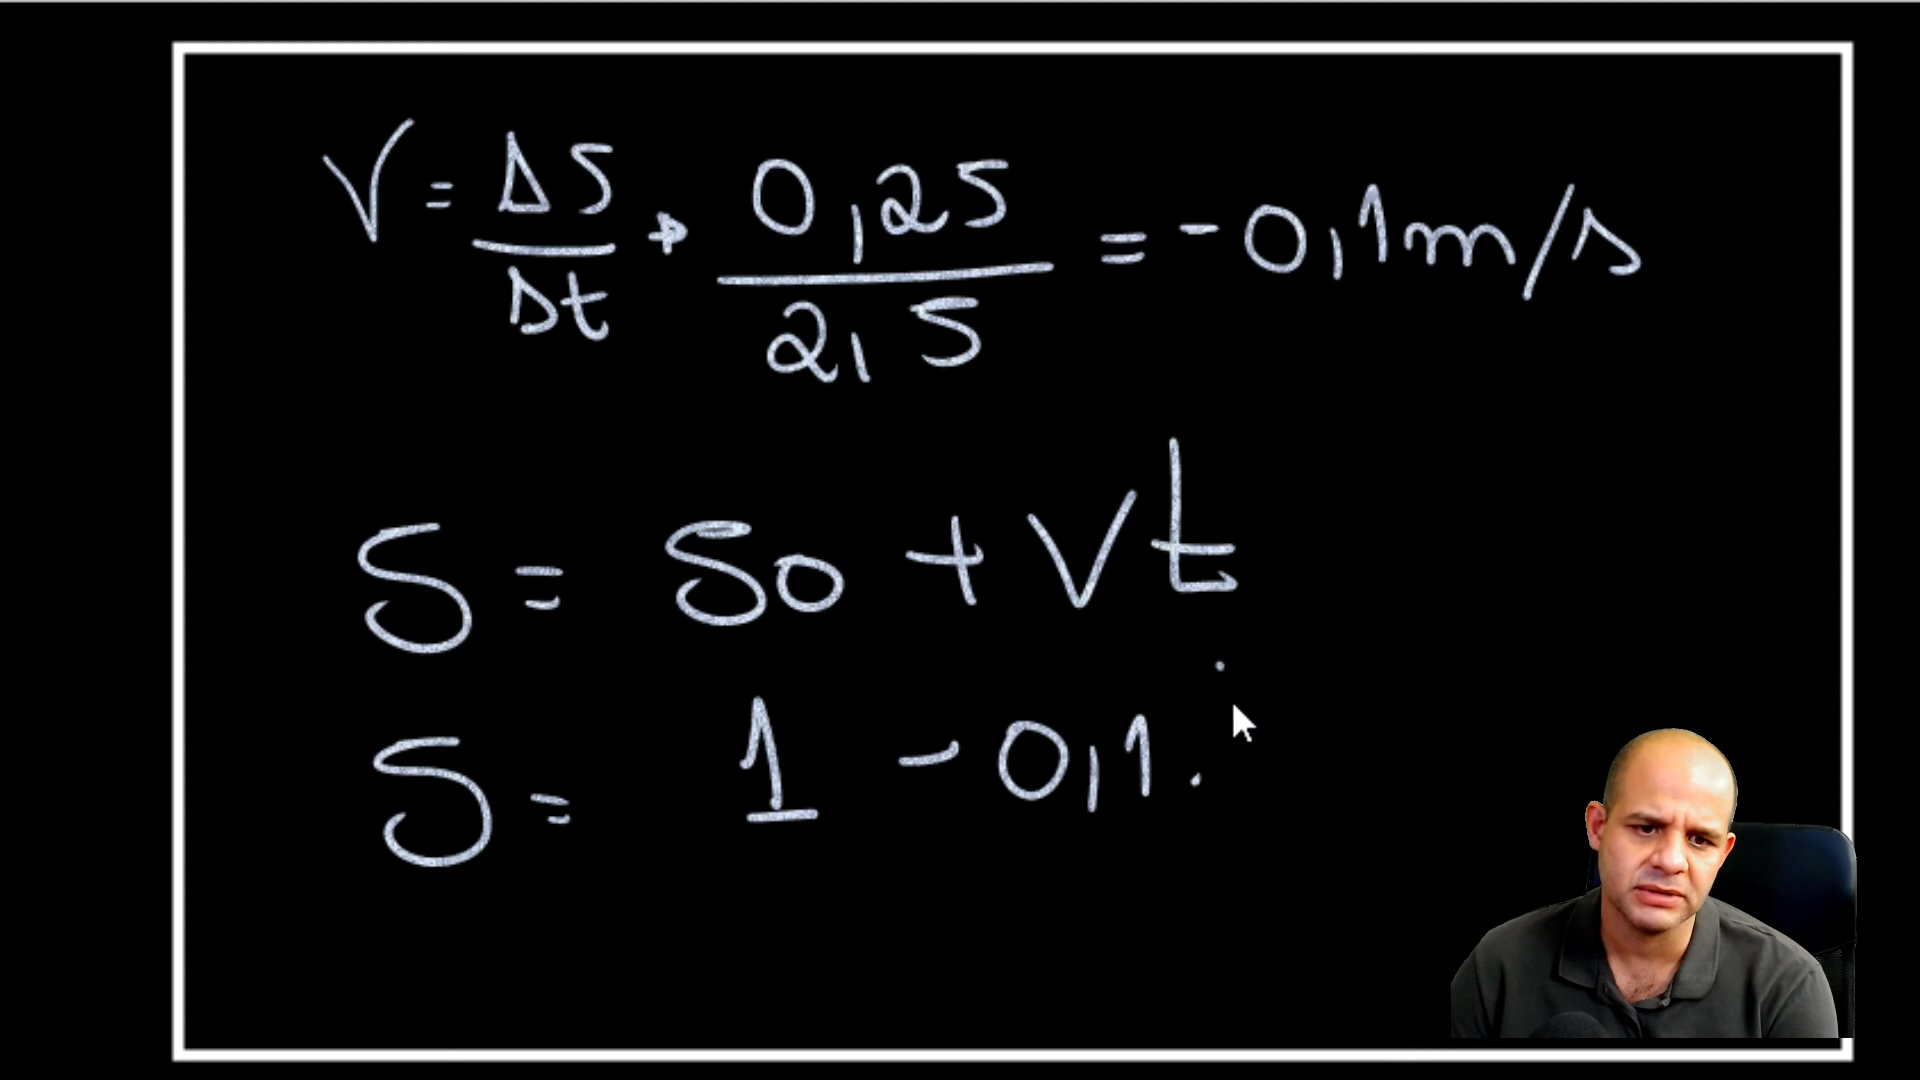 V = ΔS/Δt → 0,25/2,5 = -0,1m/s
S = So + Vt
S = 1 - 0,1.